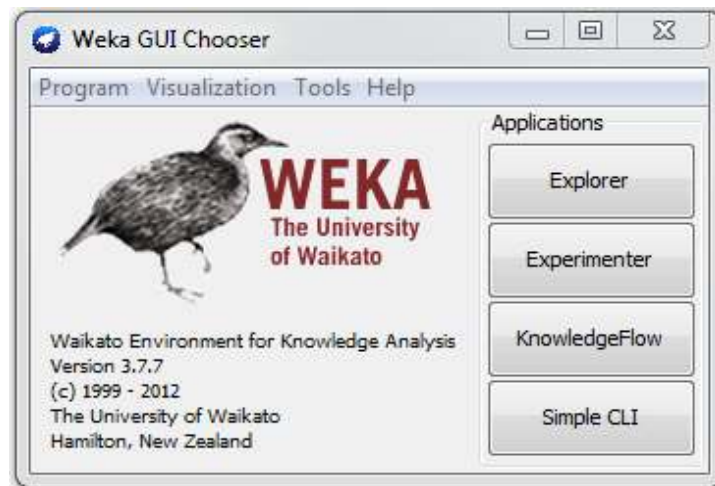 Weka GUI Chooser
Program Visualization Tools Help
WEKA
The University
of Waikato
Waikato Environment for Knowledge Analysis
Version 3.7.7
(c) 1999 - 2012
The University of Waikato
Hamilton, New Zealand
Applications
Explorer
Experimenter
KnowledgeFlow
Simple CLI